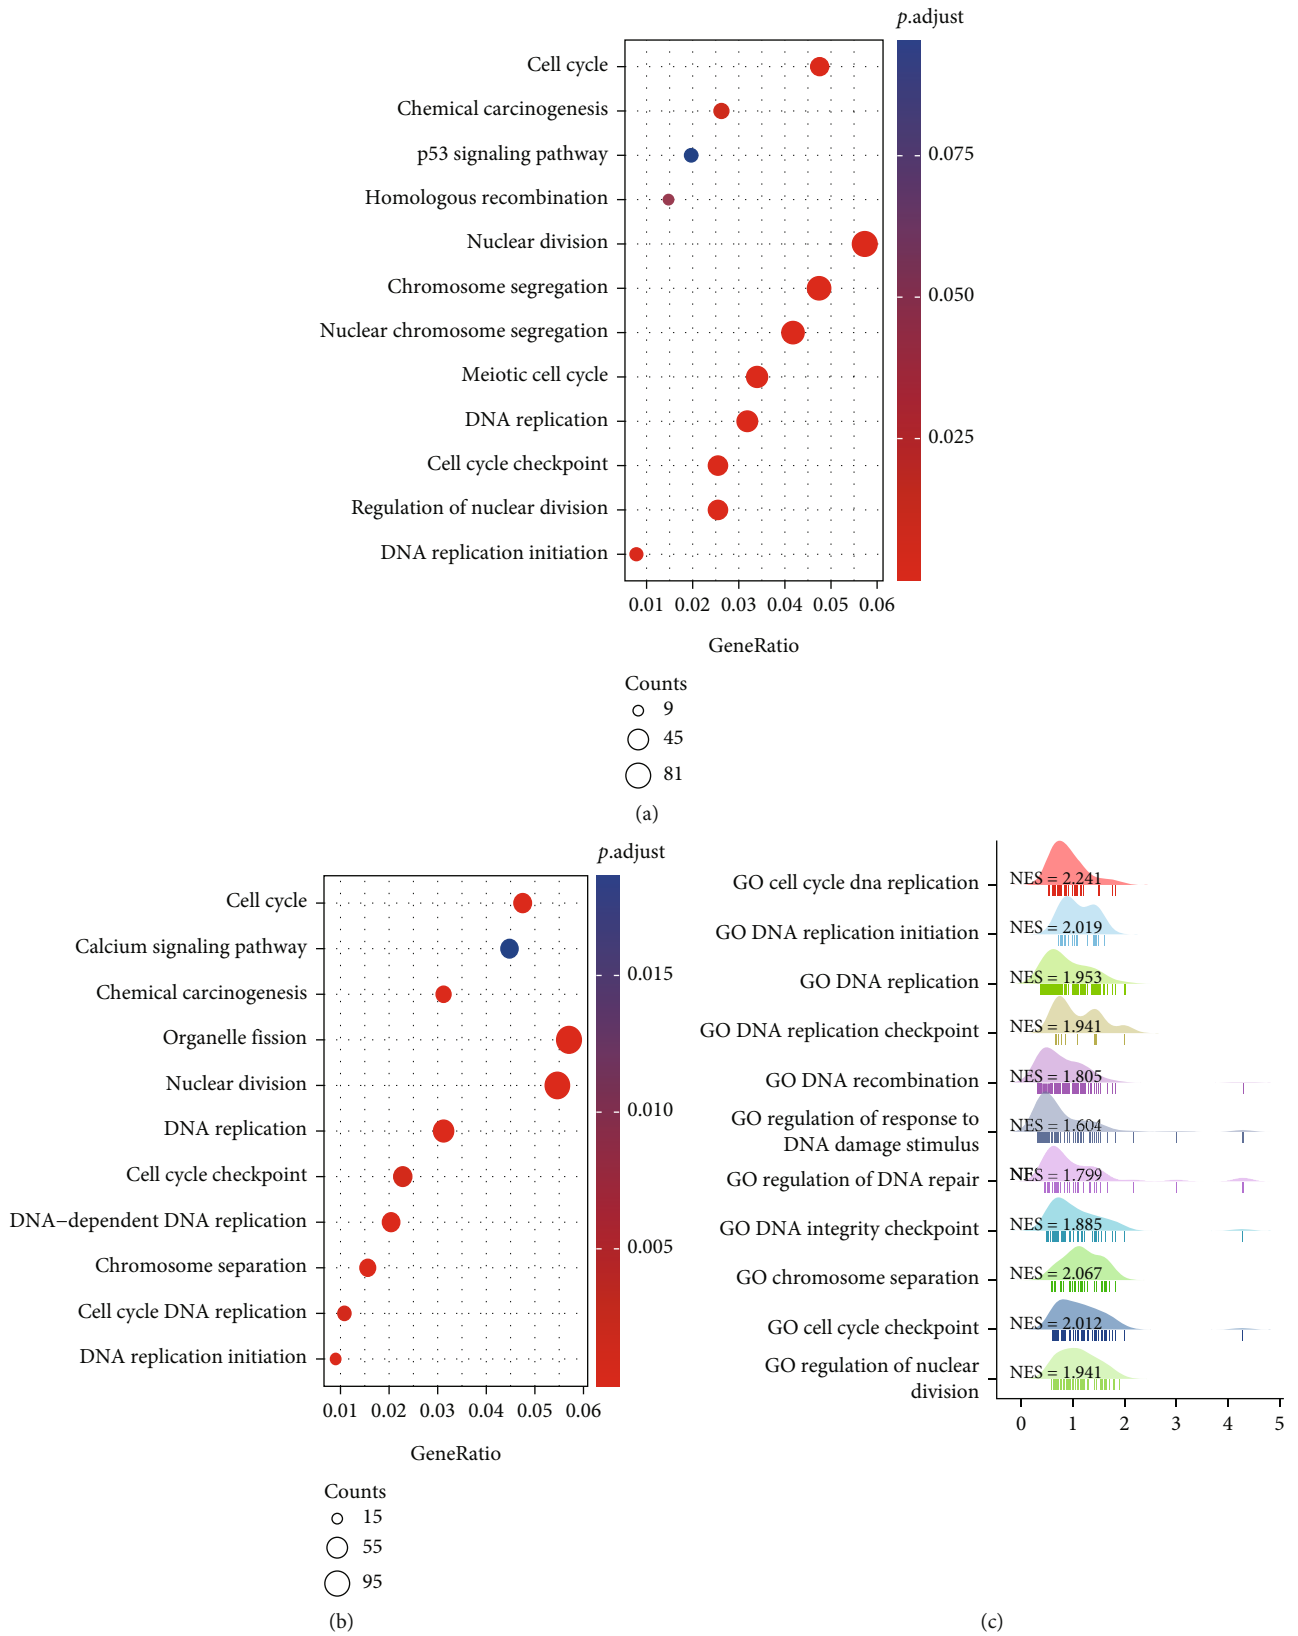 p.adjust
Cell cycle
Chemical carcinogenesis
p53 signaling pathway
Homologous recombination
Nuclear division
Chromosome segregation
Nuclear chromosome segregation
Meiotic cell cycle
DNA replication
Cell cycle checkpoint
Regulation of nuclear division
DNA replication initiation
0.075
0.050
0.025
0.01 0.02 0.03 0.04 0.05 0.06
GeneRatio
Counts
9
45
81
(a)
p.adjust
Cell cycle
Calcium signaling pathway
Chemical carcinogenesis
Organelle fission
Nuclear division
DNA replication
Cell cycle checkpoint
DNA−dependent DNA replication
Chromosome separation
Cell cycle DNA replication
DNA replication initiation
0.015
0.010
0.005
0.01 0.02 0.03 0.04 0.05 0.06
GeneRatio
Counts
15
55
95
(b)
GO cell cycle dna replication NES = 2.241
GO DNA replication initiation NES = 2.019
GO DNA replication NES = 1.953
GO DNA replication checkpoint NES = 1.941
GO DNA recombination NES = 1.805
GO regulation of response to
DNA damage stimulus NES = 1.604
GO regulation of DNA repair NES = 1.799
GO DNA integrity checkpoint NES = 1.885
GO chromosome separation NES = 2.067
GO cell cycle checkpoint NES = 2.012
GO regulation of nuclear
division NES = 1.941
0 1 2 3 4 5
(c)